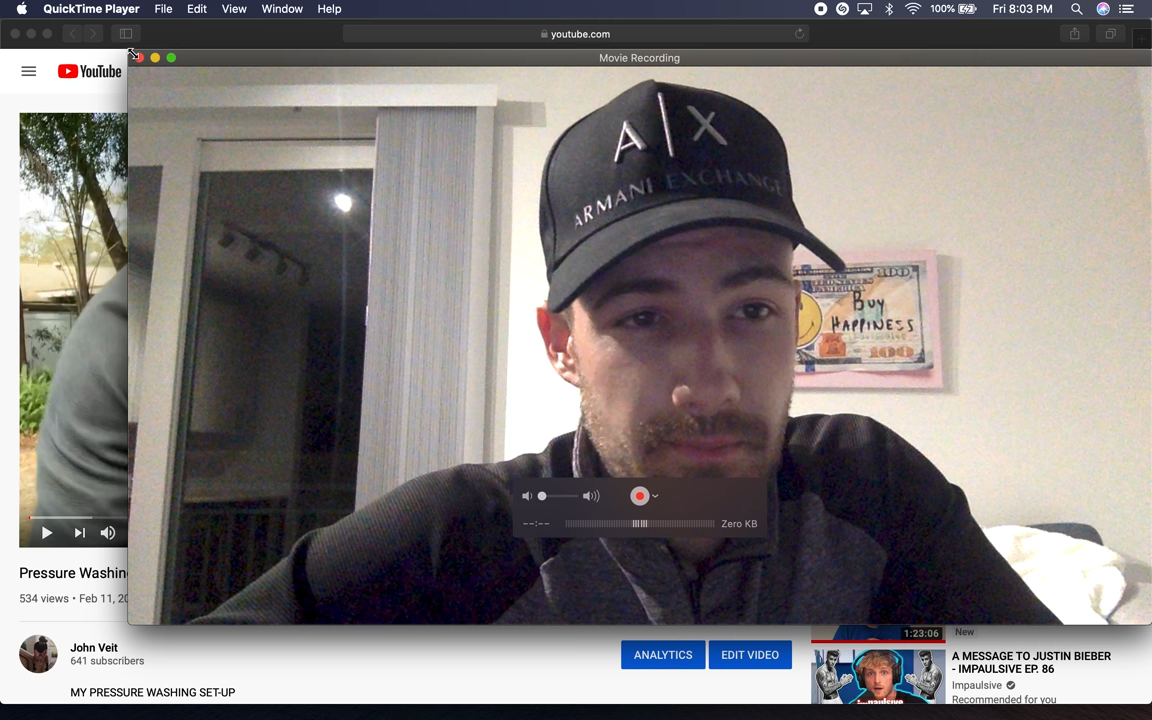 QuickTime Player File Edit View Window Help 100% Fri 8:03 PM
youtube.com
Movie Recording
YouTube
A|X
ARMANI EXCHANGE
100
BUY
HAPPINESS
100
--:-- Zero KB
Pressure Washin
534 views • Feb 11, 20
John Veit
641 subscribers
ANALYTICS EDIT VIDEO
MY PRESSURE WASHING SET-UP
1:23:06
New
A MESSAGE TO JUSTIN BIEBER
- IMPAULSIVE EP. 86
Impaulsive
Recommended for you